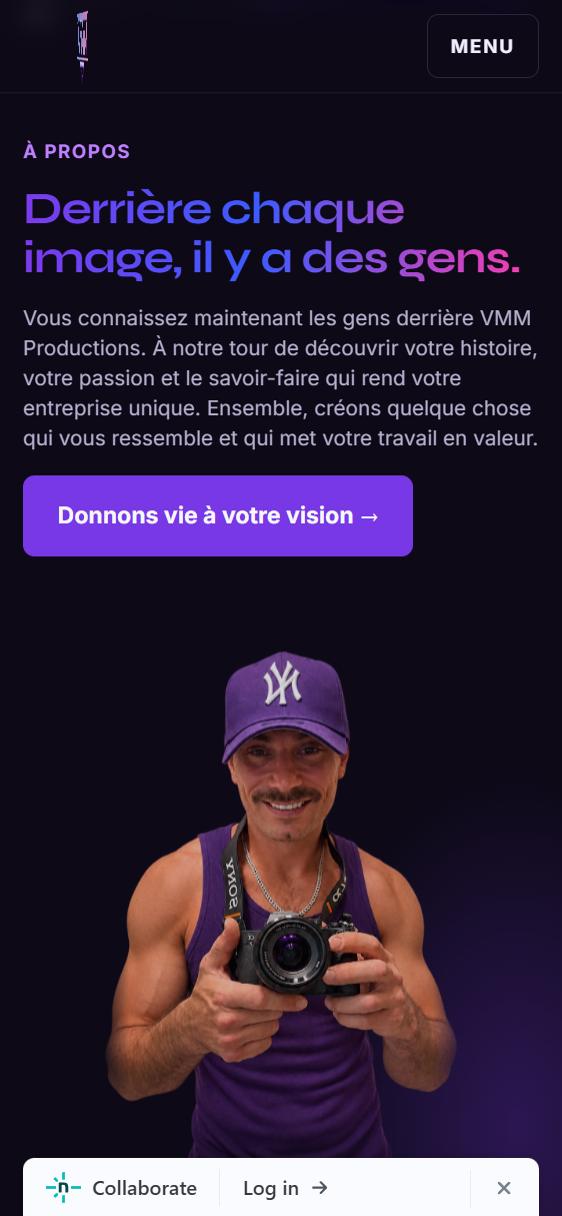 MENU
À PROPOS
Derrière chaque
image, il y a des gens.
Vous connaissez maintenant les gens derrière VMM
Productions. À notre tour de découvrir votre histoire,
votre passion et le savoir-faire qui rend votre
entreprise unique. Ensemble, créons quelque chose
qui vous ressemble et qui met votre travail en valeur.
Donnons vie à votre vision →
NY
SONY
n Collaborate
Log in →